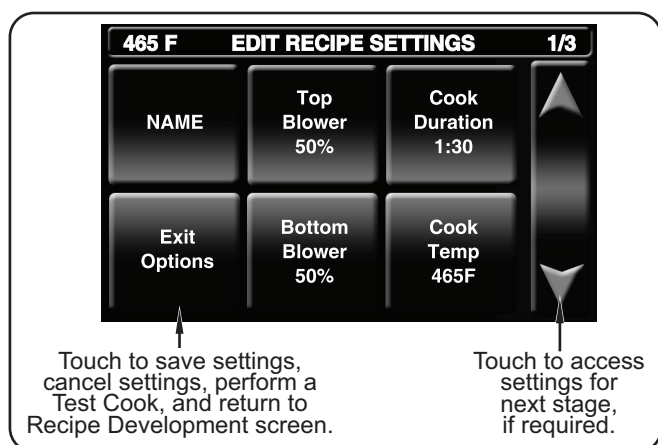 465 F EDIT RECIPE SETTINGS 1/3
NAME
Top
Blower
50%
Cook
Duration
1:30
Exit
Options
Bottom
Blower
50%
Cook
Temp
465F
Touch to save settings,
cancel settings, perform a
Test Cook, and return to
Recipe Development screen.
Touch to access
settings for
next stage,
if required.